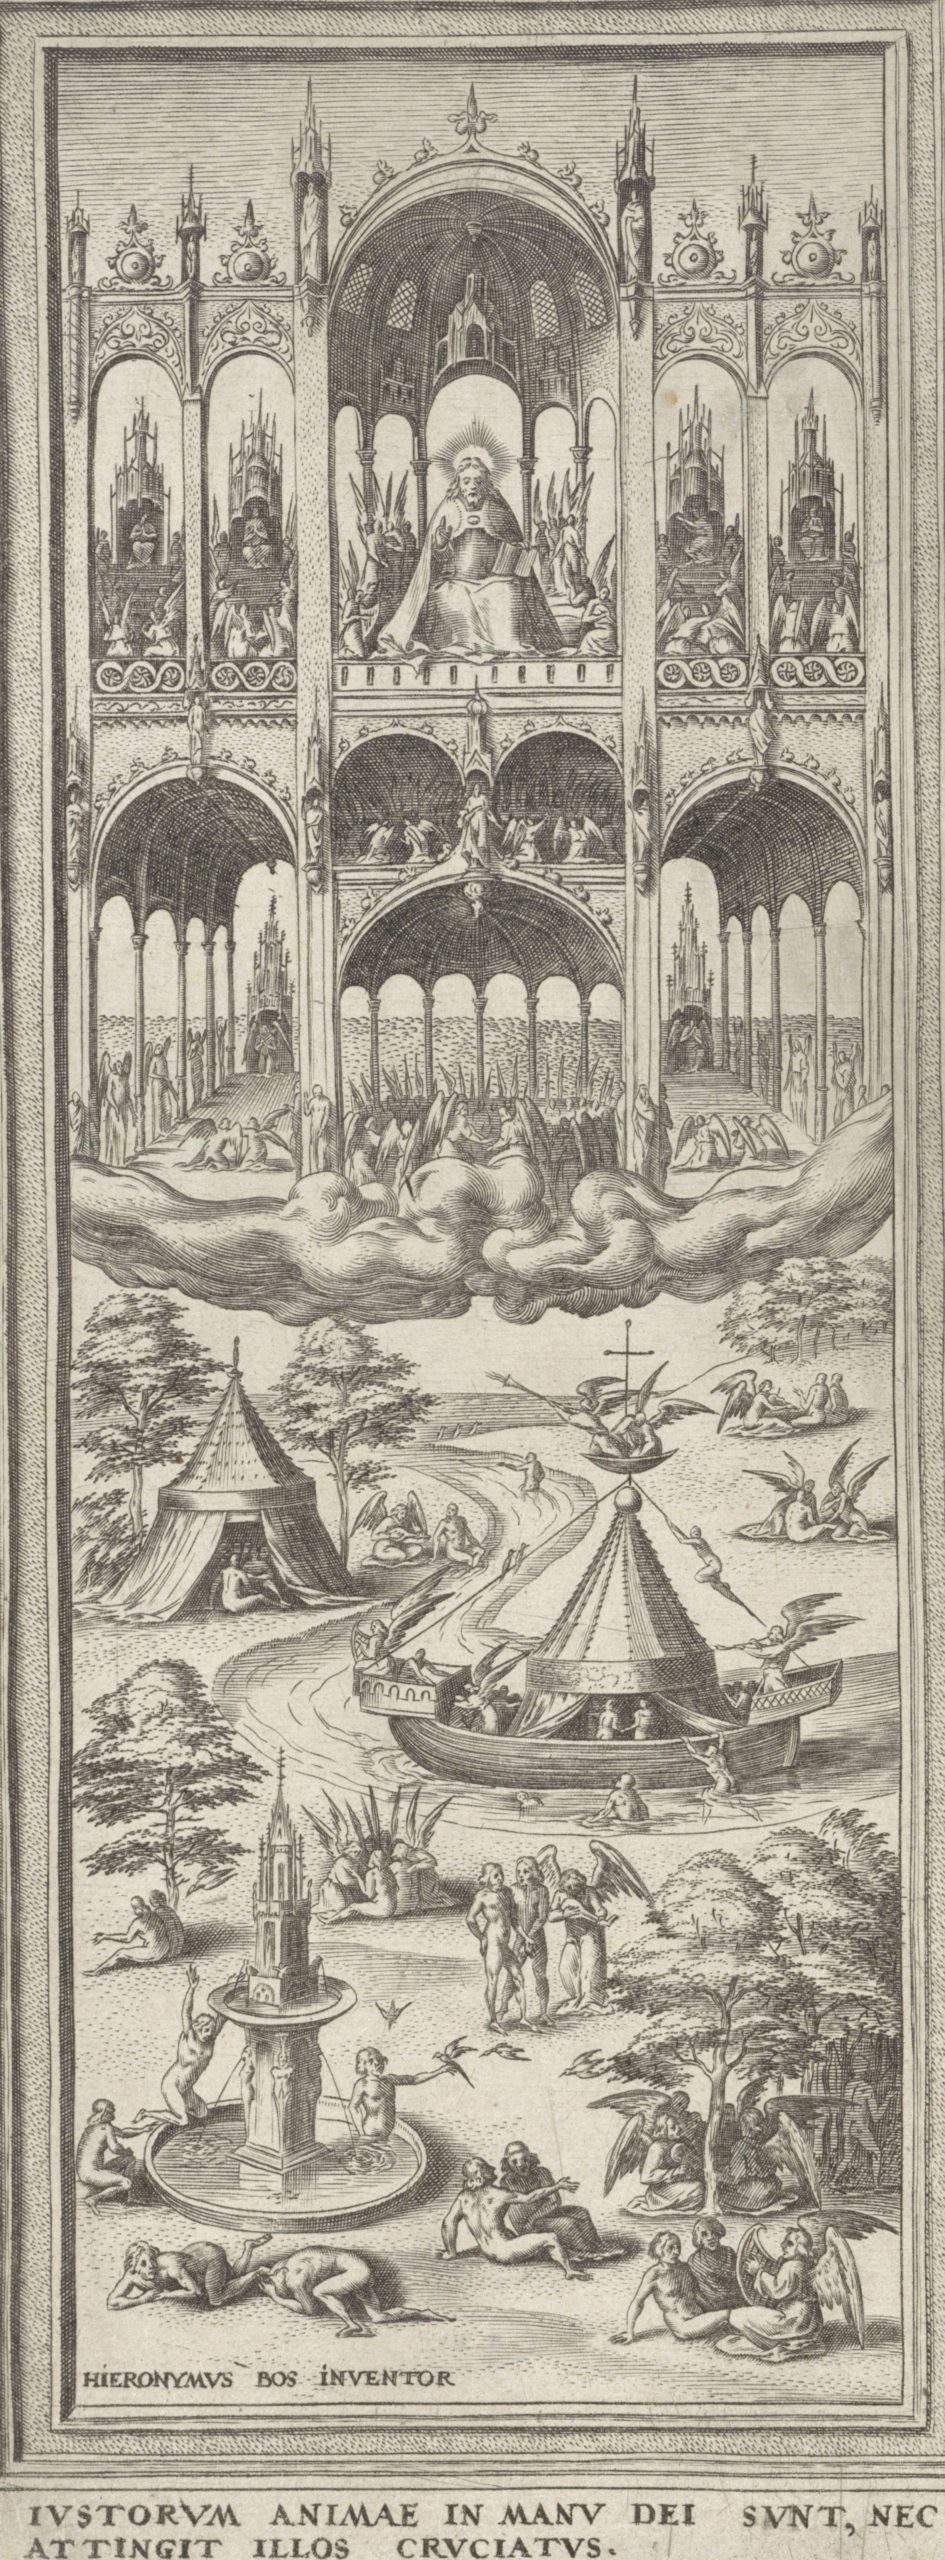 HIERONYMVS BOS INVENTOR
IVSTORVM ANIMAE IN MANV DEI SVNT, NEC
ATTINGIT ILLOS CRVCIATVS.